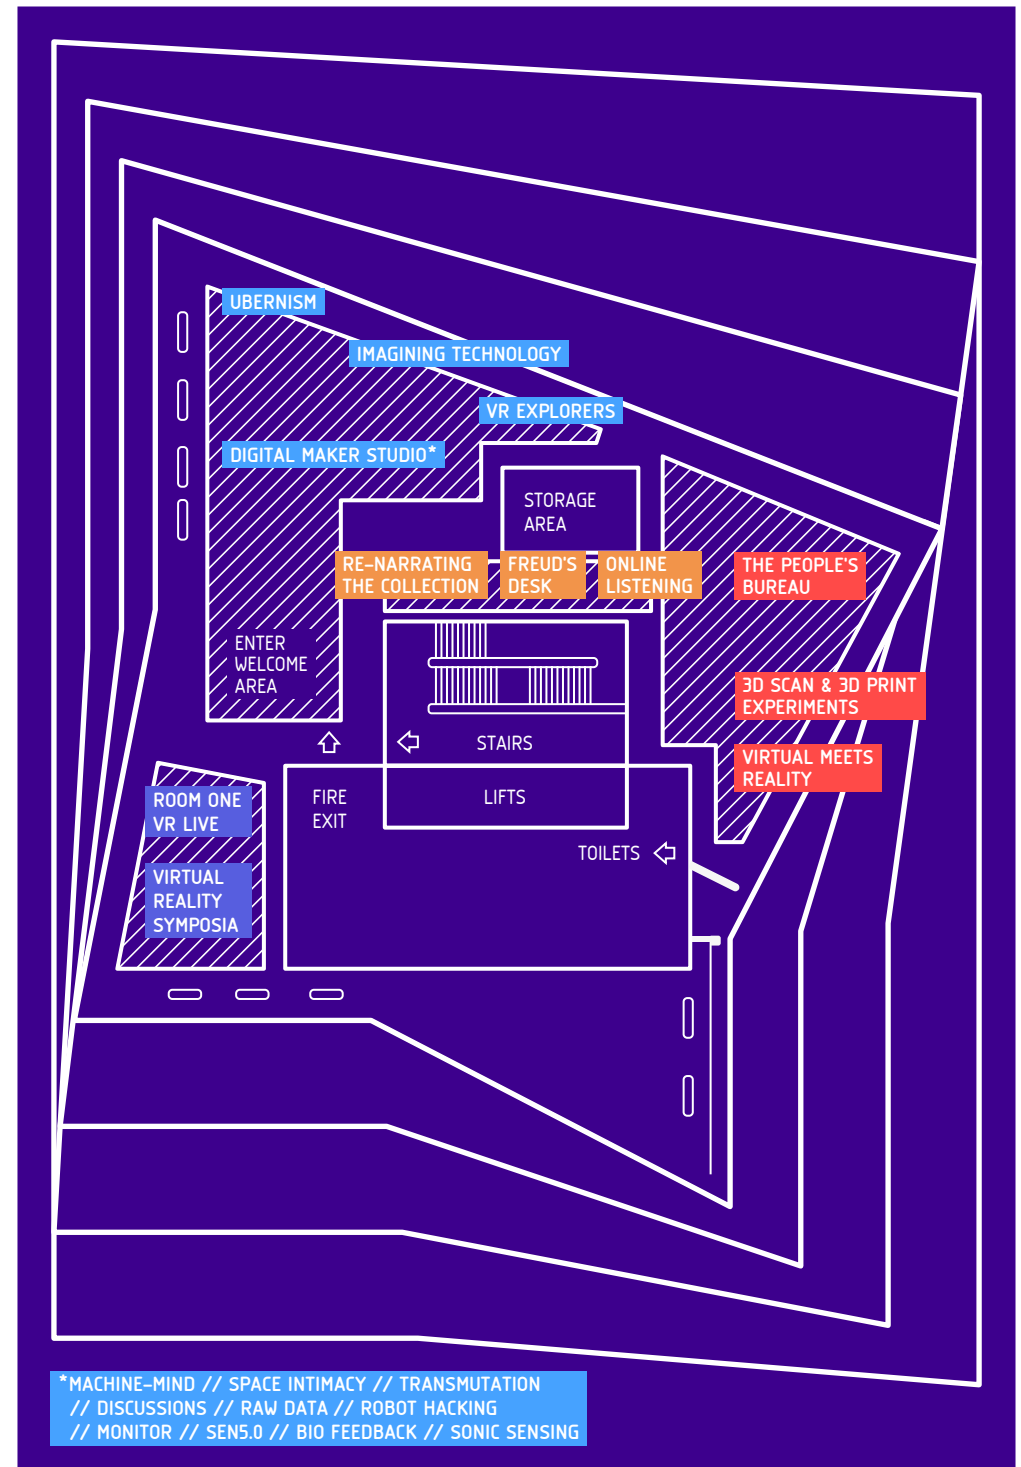 UBERNISM
IMAGINING TECHNOLOGY
VR EXPLORERS
DIGITAL MAKER STUDIO*
STORAGE
AREA
RE-NARRATING
THE COLLECTION
FREUD'S
DESK
ONLINE
LISTENING
THE PEOPLE'S
BUREAU
ENTER
WELCOME
AREA
3D SCAN & 3D PRINT
EXPERIMENTS
STAIRS
VIRTUAL MEETS
REALITY
ROOM ONE
VR LIVE
FIRE
EXIT
LIFTS
TOILETS
VIRTUAL
REALITY
SYMPOSIA
*MACHINE-MIND // SPACE INTIMACY // TRANSMUTATION
// DISCUSSIONS // RAW DATA // ROBOT HACKING
// MONITOR // SEN5.0 // BIO FEEDBACK // SONIC SENSING